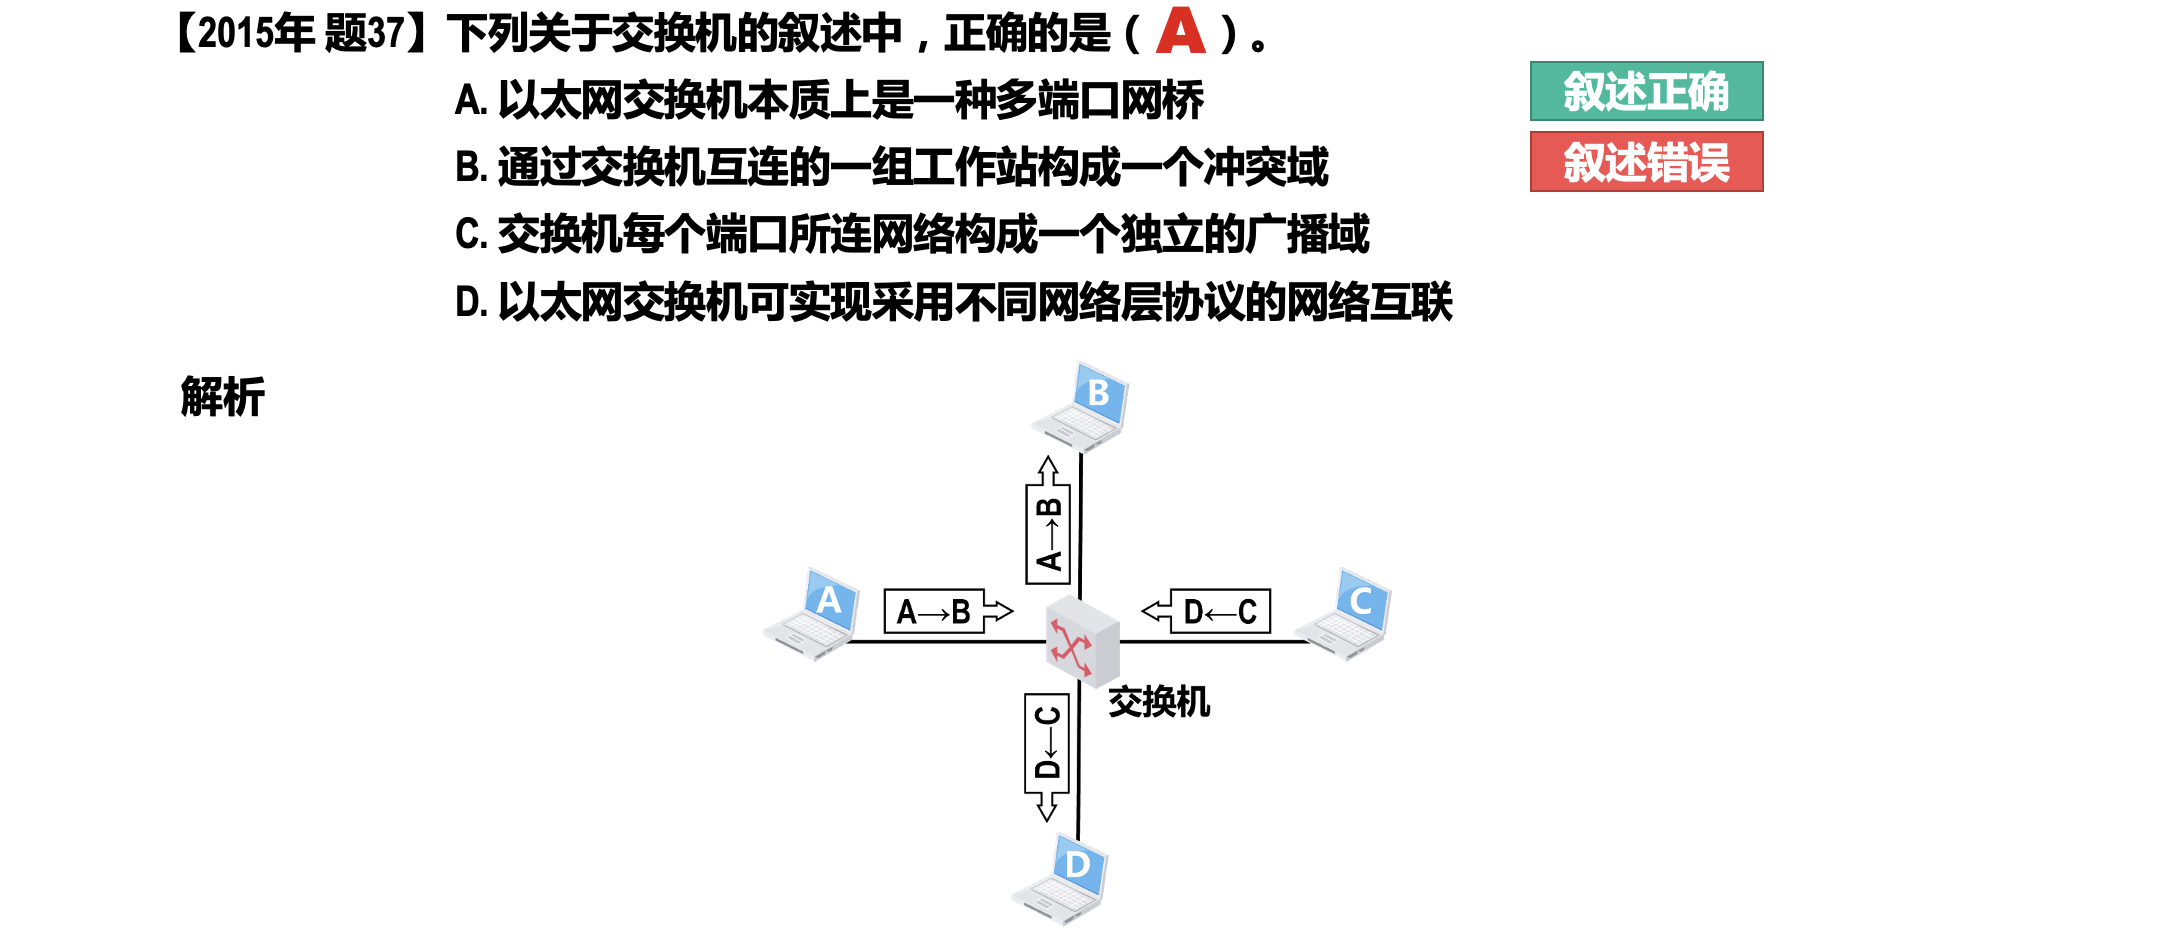 【2015年 题37】下列关于交换机的叙述中，正确的是（ A ）。
A. 以太网交换机本质上是一种多端口网桥
叙述正确
B. 通过交换机互连的一组工作站构成一个冲突域
叙述错误
C. 交换机每个端口所连网络构成一个独立的广播域
D. 以太网交换机可实现采用不同网络层协议的网络互联
解析
B
A→B
A
A→B
D←C
C
交换机
D←C
D